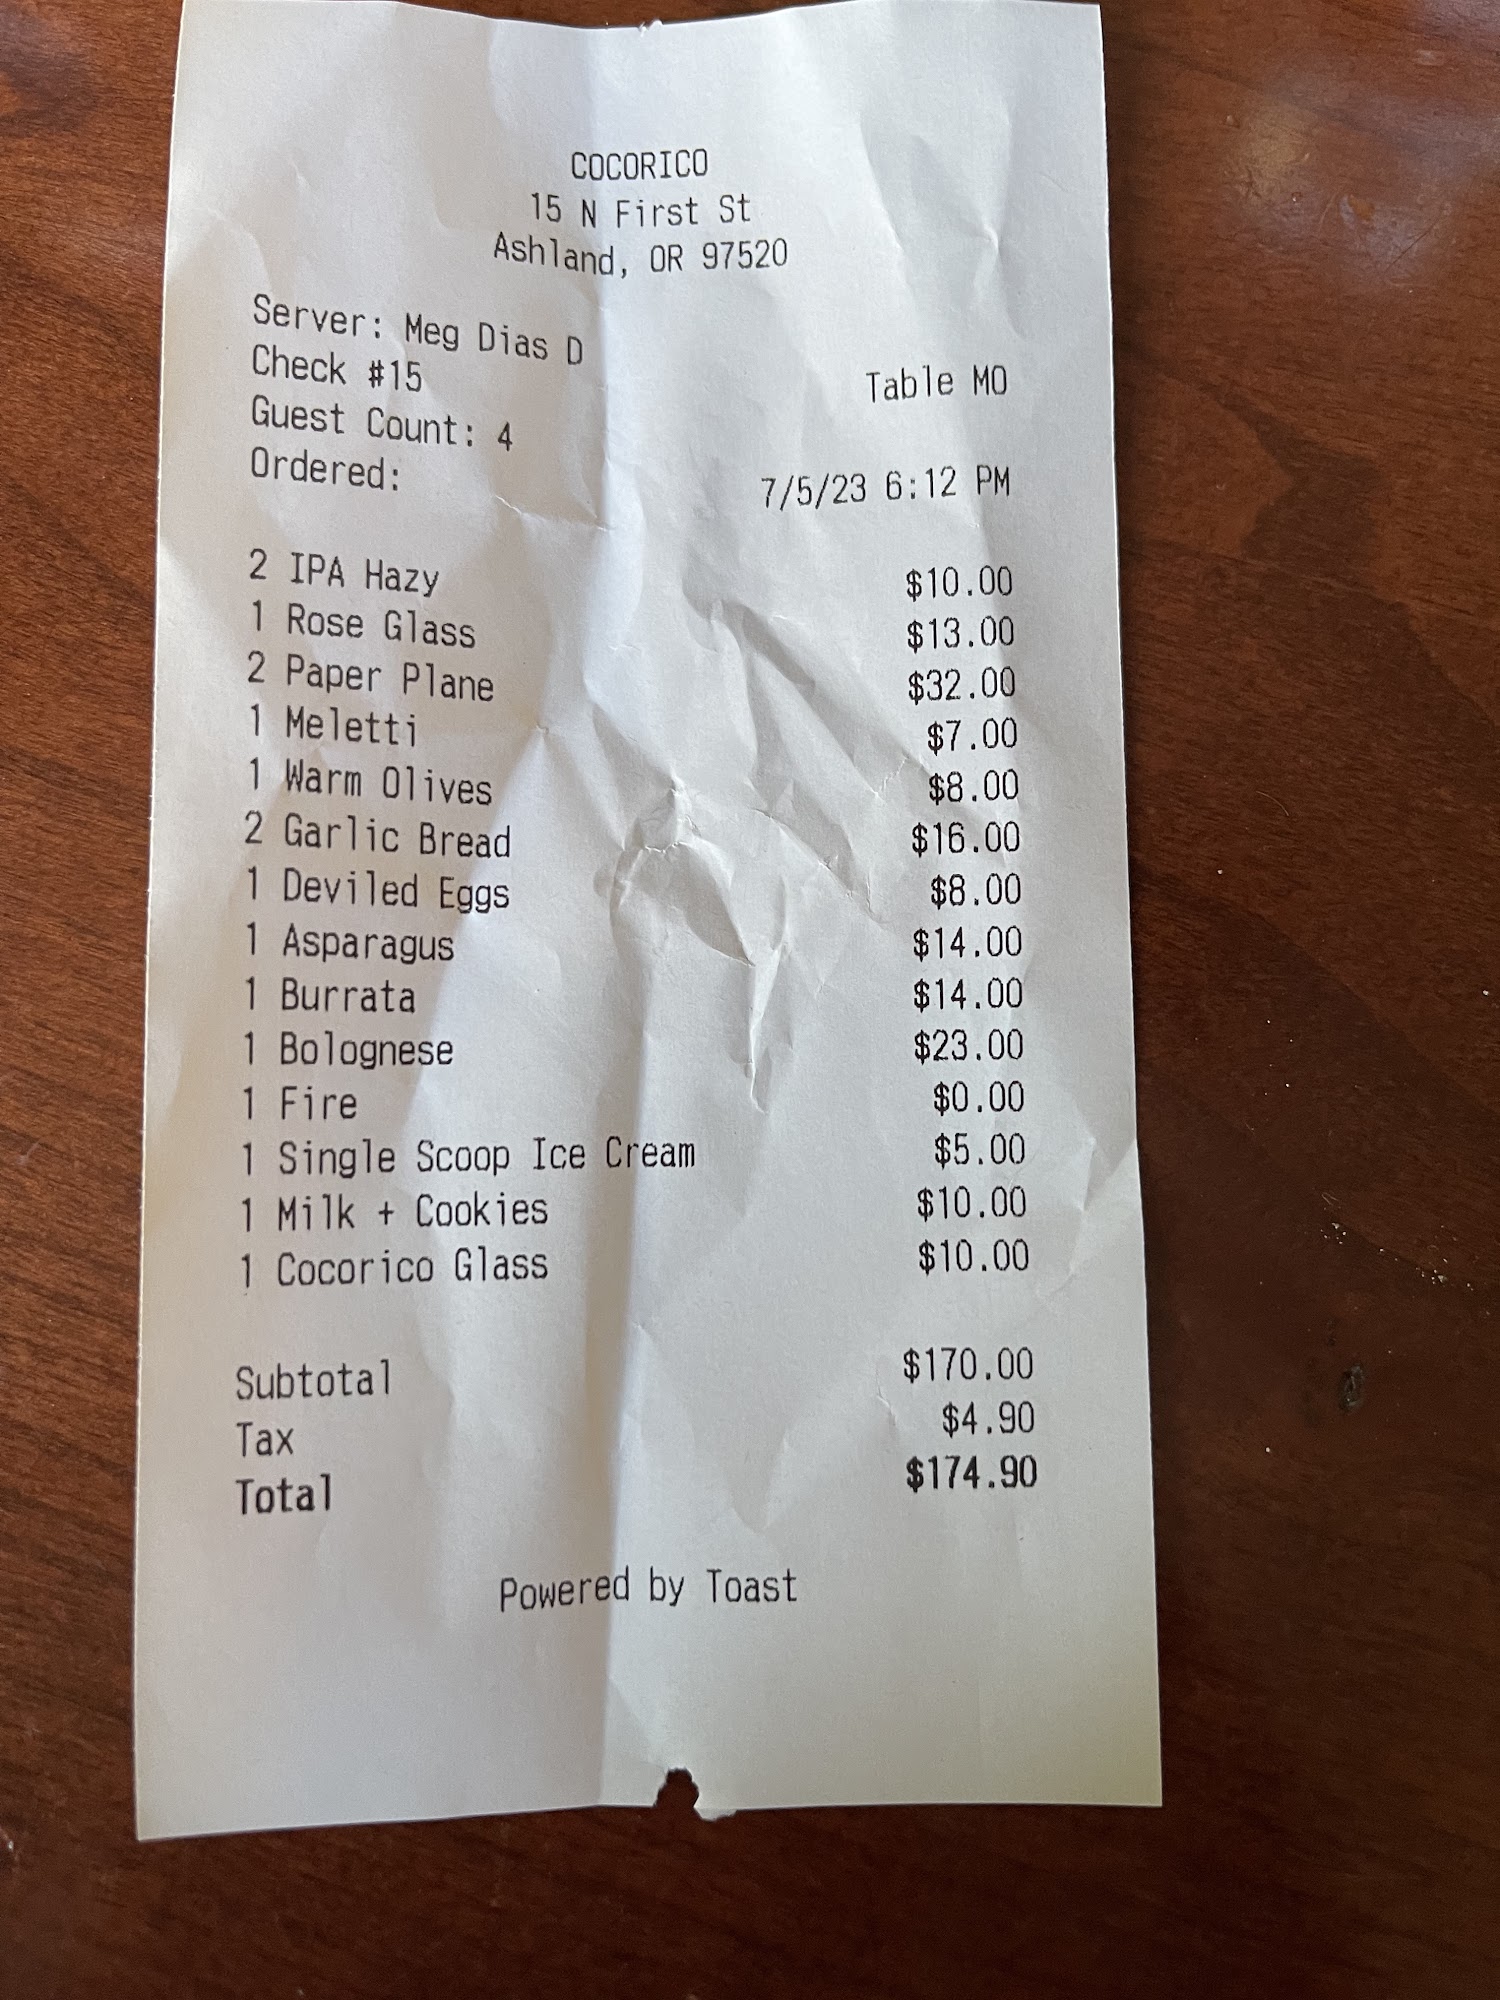 COCORICO
15 N First St
Ashland, OR 97520
Server: Meg Dias D
Check #15 Table MO
Guest Count: 4
Ordered: 7/5/23 6:12 PM
2 IPA Hazy $10.00
1 Rose Glass $13.00
2 Paper Plane $32.00
1 Meletti $7.00
1 Warm Olives $8.00
2 Garlic Bread $16.00
1 Deviled Eggs $8.00
1 Asparagus $14.00
1 Burrata $14.00
1 Bolognese $23.00
1 Fire $0.00
1 Single Scoop Ice Cream $5.00
1 Milk + Cookies $10.00
1 Cocorico Glass $10.00
Subtotal $170.00
Tax $4.90
Total $174.90
Powered by Toast